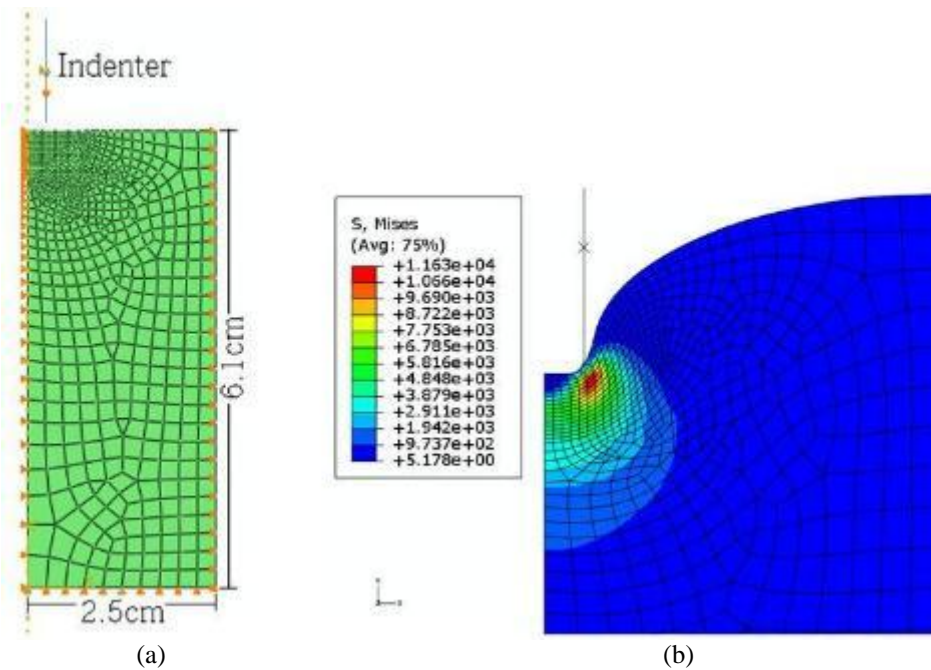 Indenter
6.1cm
2.5cm
S, Mises
(Avg: 75%)
+1.163e+04
+1.066e+04
+9.690e+03
+8.722e+03
+7.753e+03
+6.785e+03
+5.816e+03
+4.848e+03
+3.879e+03
+2.911e+03
+1.942e+03
+9.737e+02
+5.178e+00
(a)
(b)